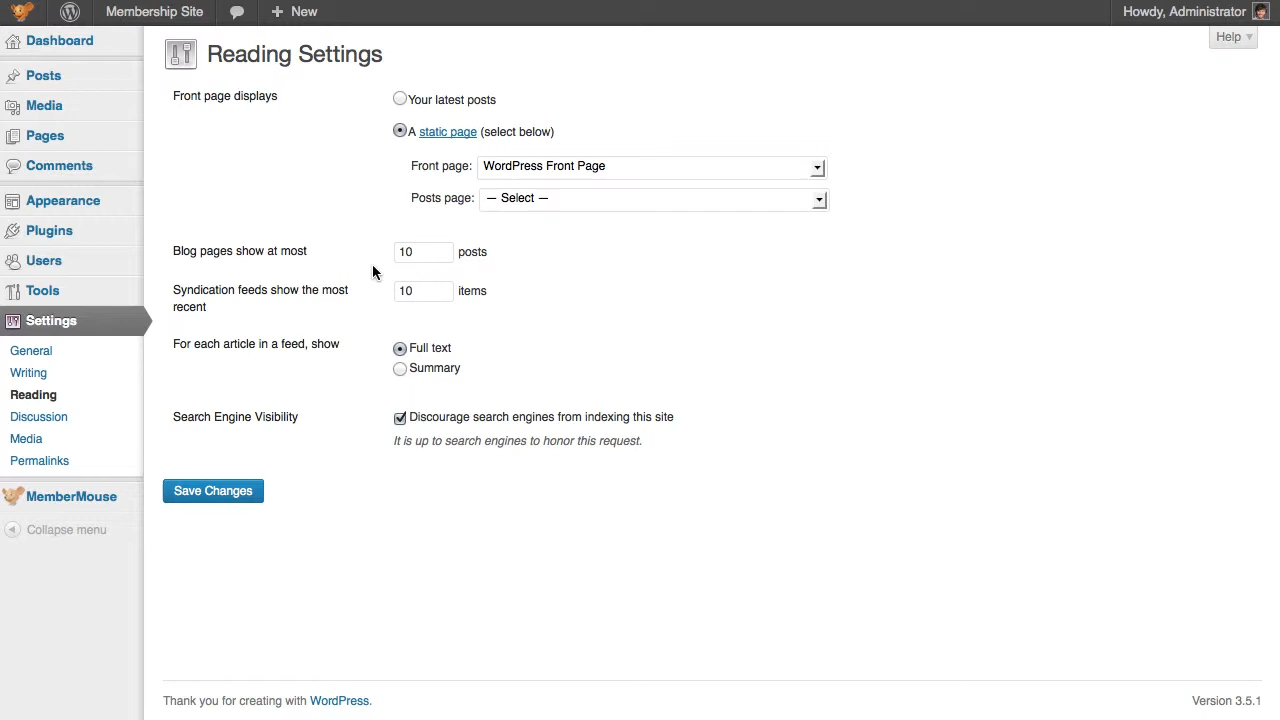 Membership Site
New
Howdy, Administrator
Help
Dashboard
Posts
Media
Pages
Comments
Appearance
Plugins
Users
Tools
Settings
General
Writing
Reading
Discussion
Media
Permalinks
MemberMouse
Collapse menu
Reading Settings
Front page displays
Your latest posts
A static page (select below)
Front page: WordPress Front Page
Posts page: — Select —
Blog pages show at most 10 posts
Syndication feeds show the most recent 10 items
For each article in a feed, show
Full text
Summary
Search Engine Visibility
Discourage search engines from indexing this site
It is up to search engines to honor this request.
Save Changes
Thank you for creating with WordPress.
Version 3.5.1